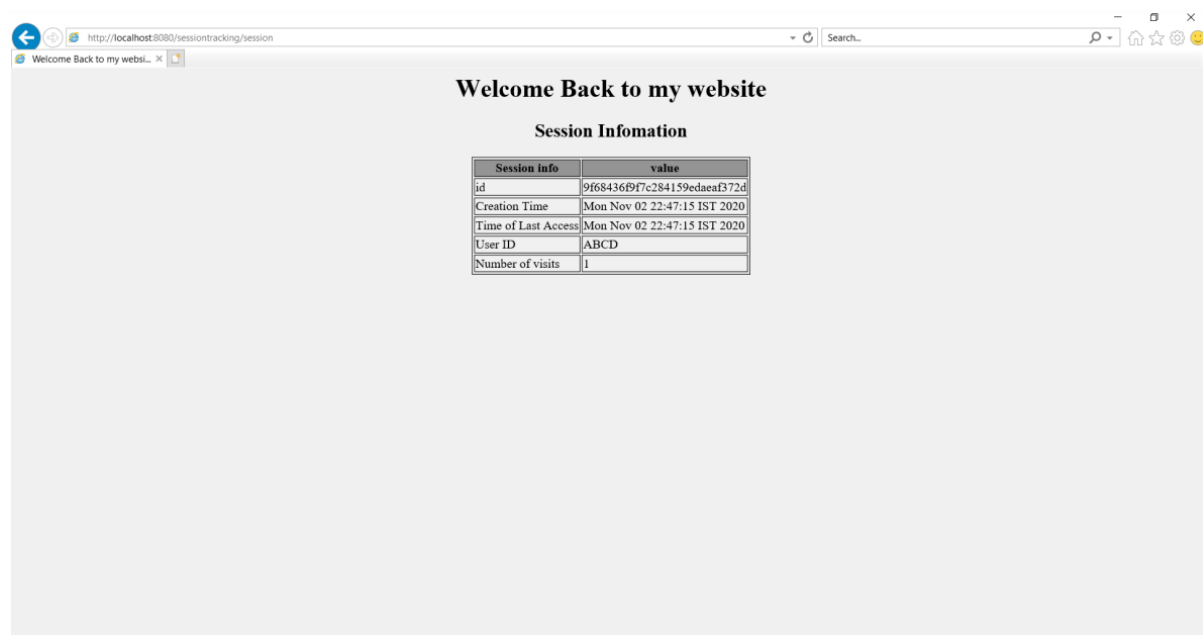 http://localhost:8080/sessiontracking/session
Search...
Welcome Back to my websi...
Welcome Back to my website
Session Infomation
Session info value
id 9f68436f9f7c284159edaeaf372d
Creation Time Mon Nov 02 22:47:15 IST 2020
Time of Last Access Mon Nov 02 22:47:15 IST 2020
User ID ABCD
Number of visits 1